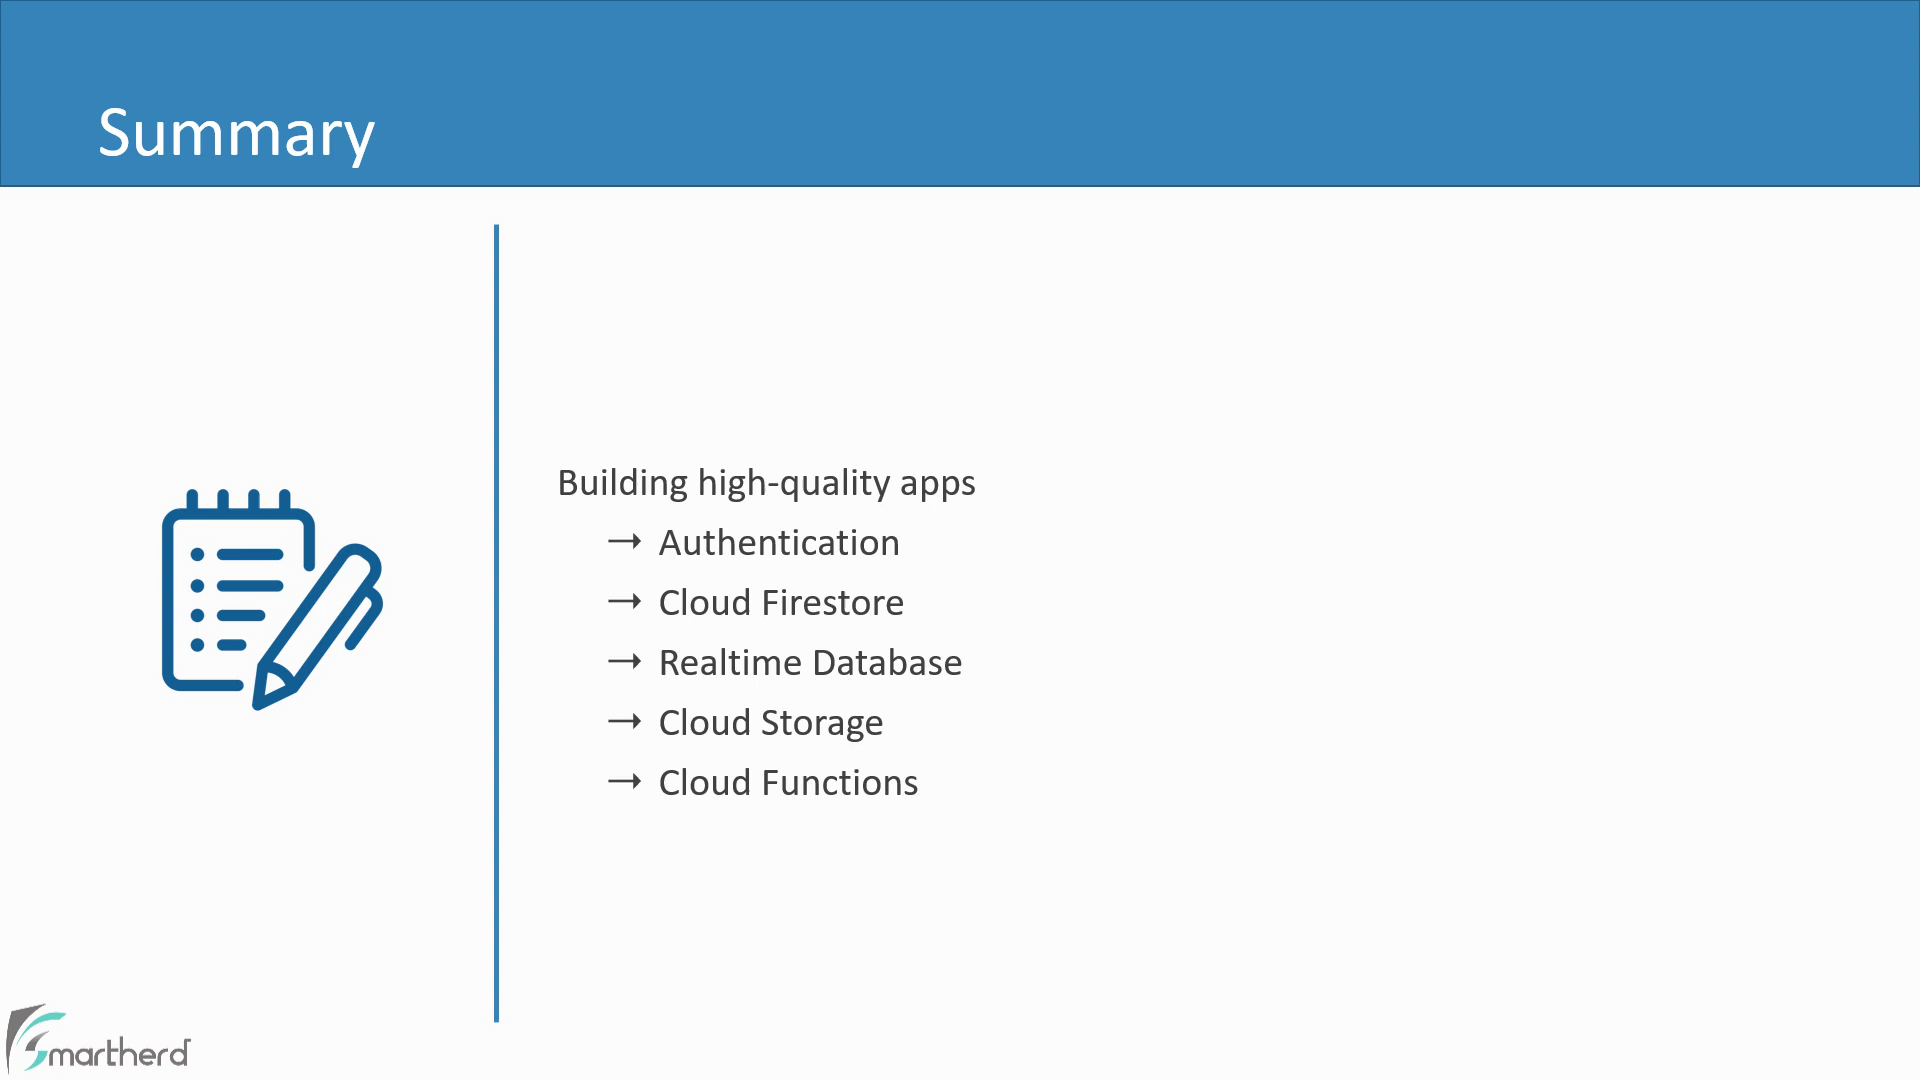 Summary
Building high-quality apps
→ Authentication
→ Cloud Firestore
→ Realtime Database
→ Cloud Storage
→ Cloud Functions
Smartherd